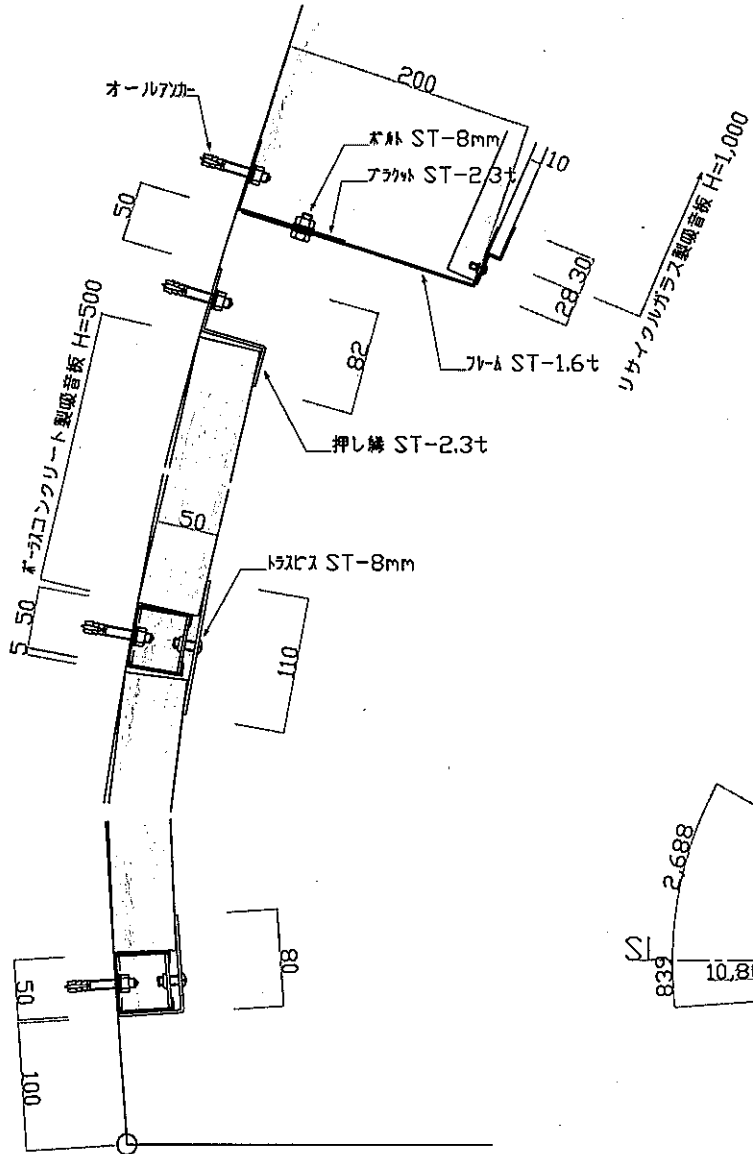 オールアンカー
200
ボルト ST-8mm
ブラケット ST-2.3t
10
50
30
28
リサイクルガラス製吸音板 H=1,000
ポーラスコンクリート製吸音板 H=500
82
フレーム ST-1.6t
押し縁 ST-2.3t
50
トラスビス ST-8mm
50
5
110
2,688
SL
839
80
50
100